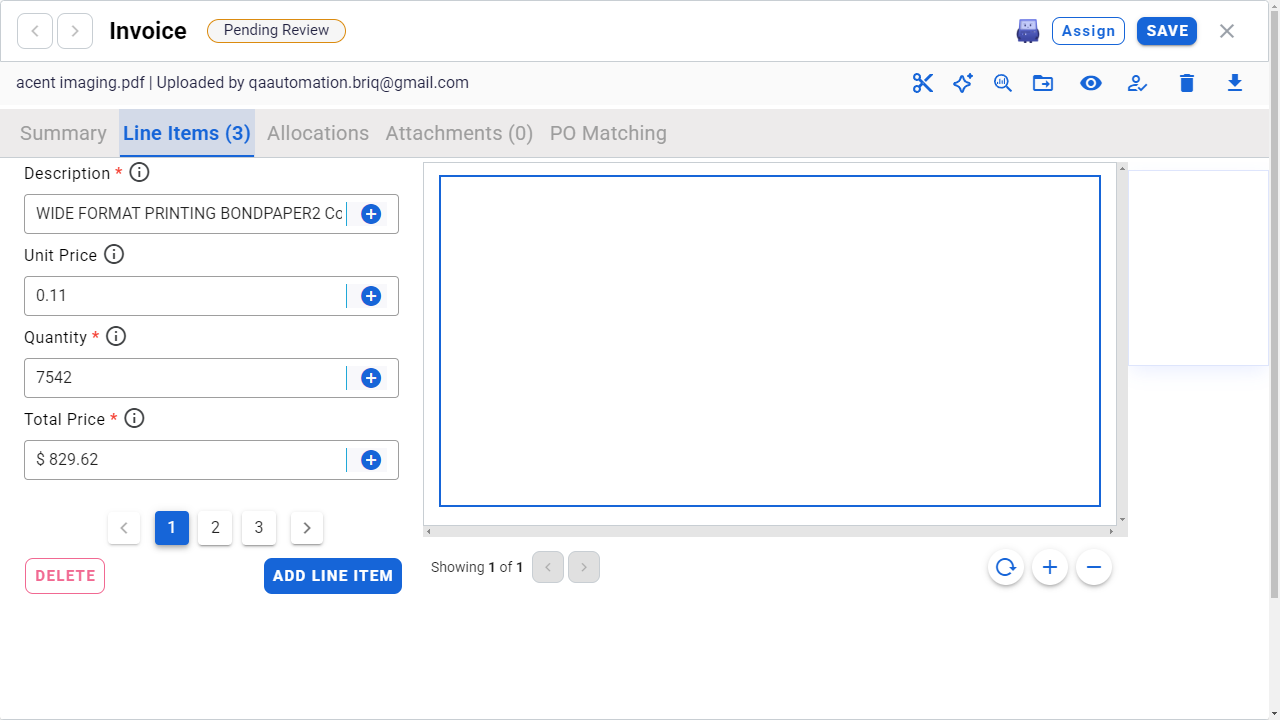 Invoice
Pending Review
Assign
SAVE
acent imaging.pdf | Uploaded by qaautomation.briq@gmail.com
Summary
Line Items (3)
Allocations
Attachments (0)
PO Matching
Description *
WIDE FORMAT PRINTING BONDPAPER2 Co
Unit Price
0.11
Quantity *
7542
Total Price *
$ 829.62
1
2
3
DELETE
ADD LINE ITEM
Showing 1 of 1